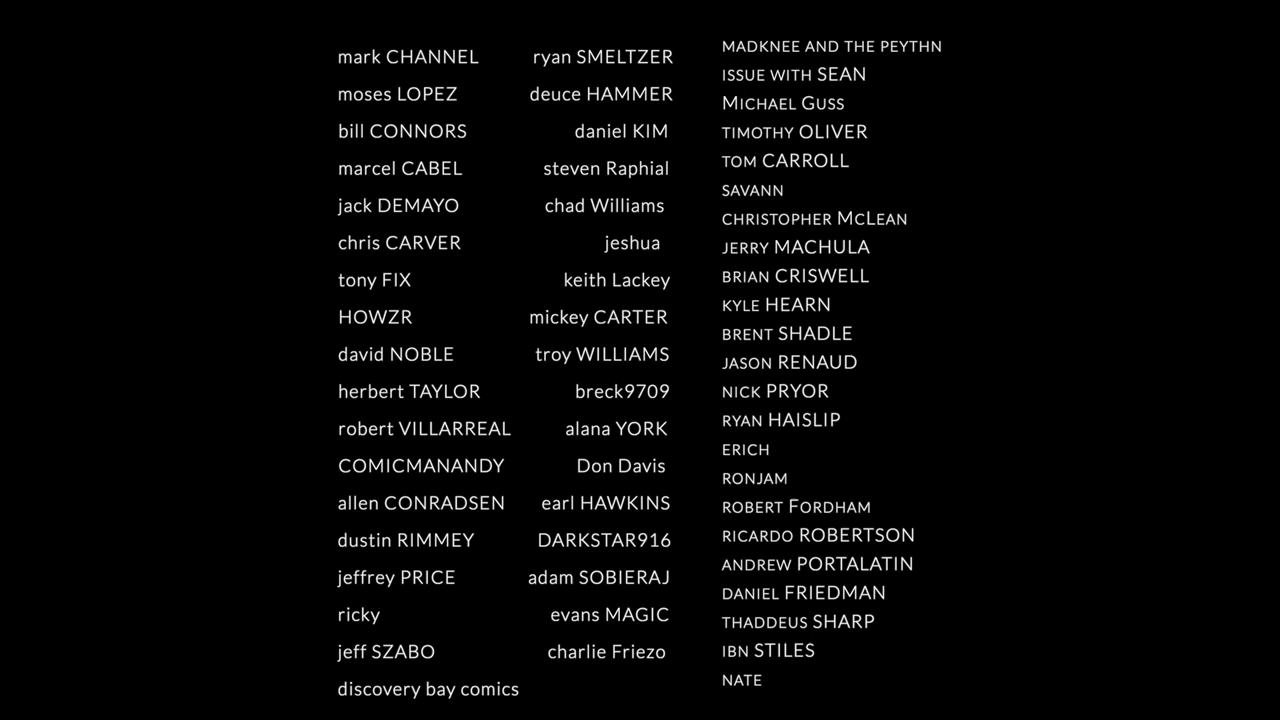 mark CHANNEL
moses LOPEZ
bill CONNORS
marcel CABEL
jack DEMAYO
chris CARVER
tony FIX
HOWZR
david NOBLE
herbert TAYLOR
robert VILLARREAL
COMICMANANDY
allen CONRADSEN
dustin RIMMEY
jeffrey PRICE
ricky
jeff SZABO
discovery bay comics
ryan SMELTZER
deuce HAMMER
daniel KIM
steven Raphial
chad Williams
jeshua
keith Lackey
mickey CARTER
troy WILLIAMS
breck9709
alana YORK
Don Davis
earl HAWKINS
DARKSTAR916
adam SOBIERAJ
evans MAGIC
charlie Friezo
MADKNEE AND THE PEYTHN
ISSUE WITH SEAN
MICHAEL GUSS
TIMOTHY OLIVER
TOM CARROLL
SAVANN
CHRISTOPHER MCLEAN
JERRY MACHULA
BRIAN CRISWELL
KYLE HEARN
BRENT SHADLE
JASON RENAUD
NICK PRYOR
RYAN HAISLIP
ERICH
RONJAM
ROBERT FORDHAM
RICARDO ROBERTSON
ANDREW PORTALATIN
DANIEL FRIEDMAN
THADDEUS SHARP
IBN STILES
NATE